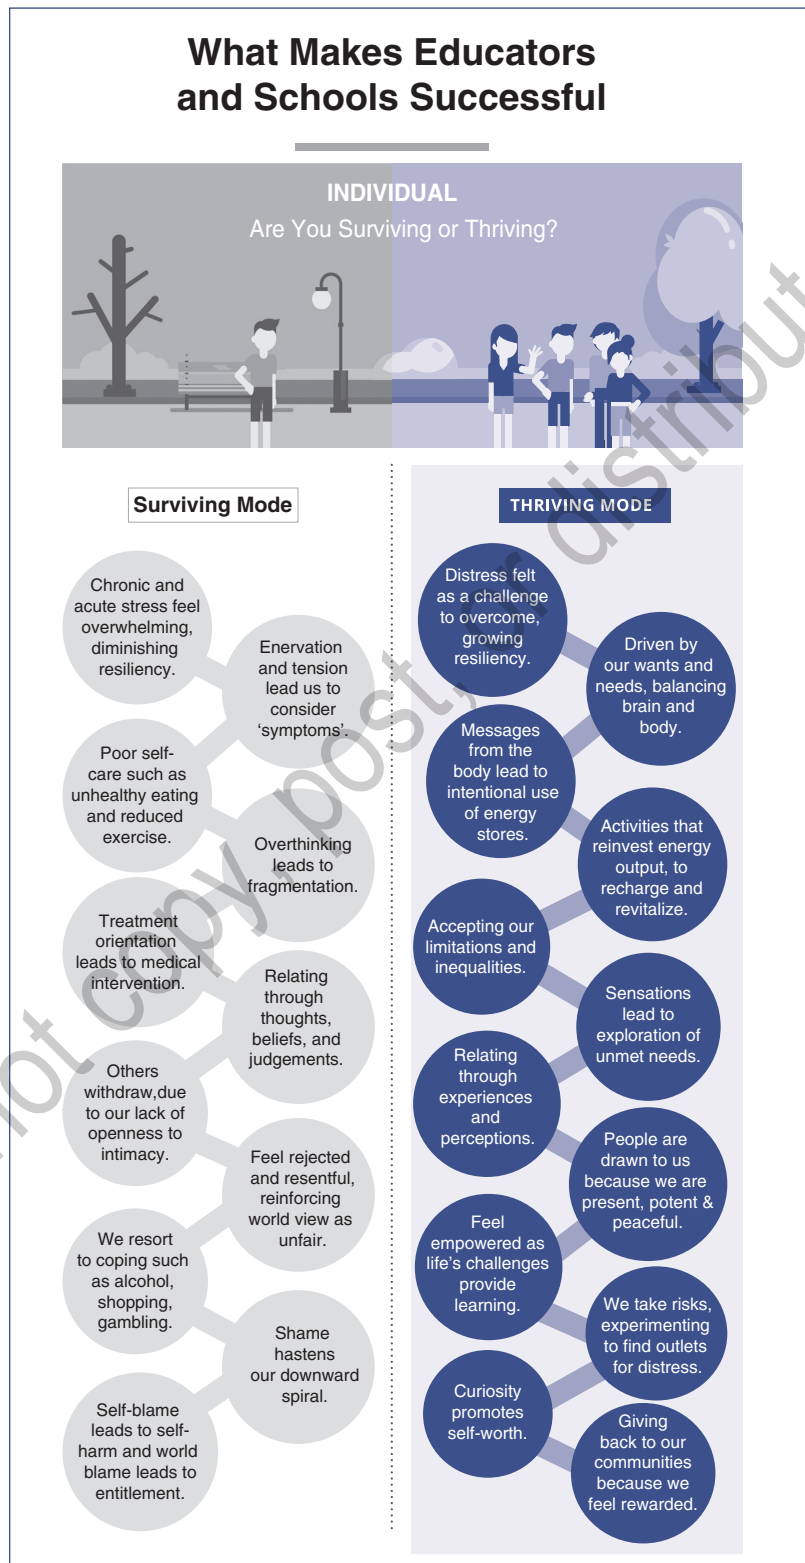 What Makes Educators
and Schools Successful
INDIVIDUAL
Are You Surviving or Thriving?
Surviving Mode
Chronic and
acute stress feel
overwhelming,
diminishing
resiliency.
Enervation
and tension
lead us to
consider
‘symptoms’.
Poor self-
care such as
unhealthy eating
and reduced
exercise.
Overthinking
leads to
fragmentation.
Treatment
orientation
leads to medical
intervention.
Relating
through
thoughts,
beliefs, and
judgements.
Others
withdraw,due
to our lack of
openness to
intimacy.
Feel rejected
and resentful,
reinforcing
world view as
unfair.
We resort
to coping such
as alcohol,
shopping,
gambling.
Shame
hastens
our downward
spiral.
Self-blame
leads to self-
harm and world
blame leads to
entitlement.
THRIVING MODE
Distress felt
as a challenge
to overcome,
growing
resiliency.
Driven by
our wants and
needs, balancing
brain and
body.
Messages
from the
body lead to
intentional use
of energy
stores.
Activities that
reinvest energy
output, to
recharge and
revitalize.
Accepting our
limitations and
inequalities.
Sensations
lead to
exploration of
unmet needs.
Relating
through
experiences
and
perceptions.
People are
drawn to us
because we are
present, potent &
peaceful.
Feel
empowered as
life’s challenges
provide
learning.
We take risks,
experimenting
to find outlets
for distress.
Curiosity
promotes
self-worth.
Giving
back to our
communities
because we
feel rewarded.
not copy, post, or distribut